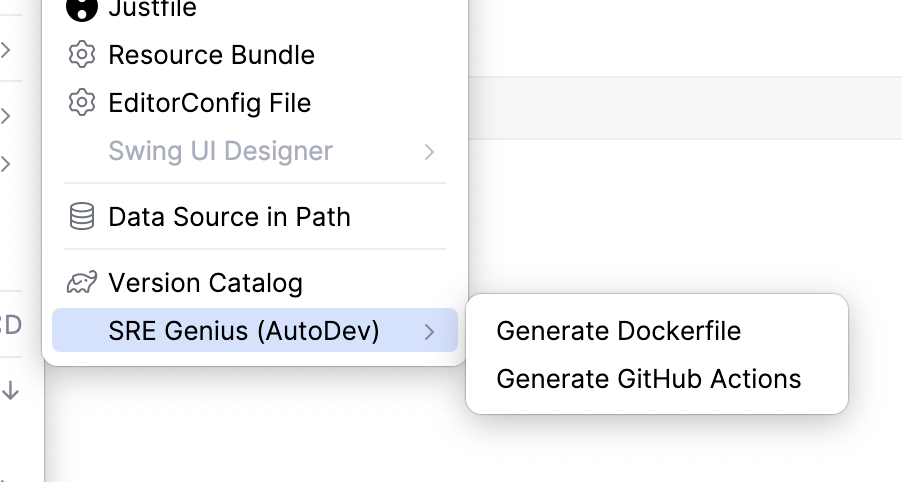 Justfile
Resource Bundle
EditorConfig File
Swing UI Designer
Data Source in Path
Version Catalog
SRE Genius (AutoDev)
Generate Dockerfile
Generate GitHub Actions